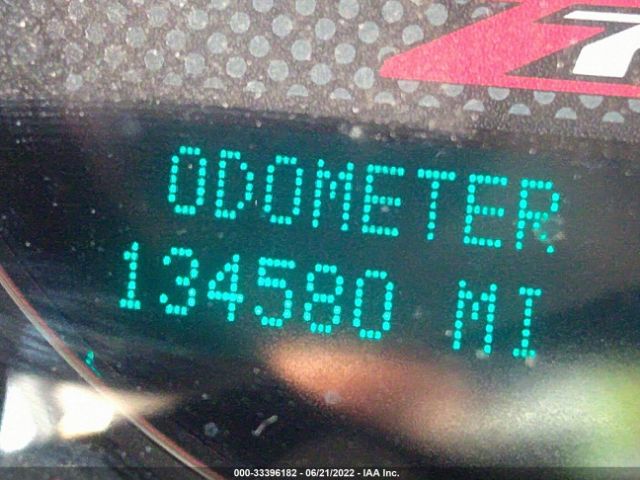 ODOMETER
134580 MI
000-33396182 - 06/21/2022 - IAA Inc.